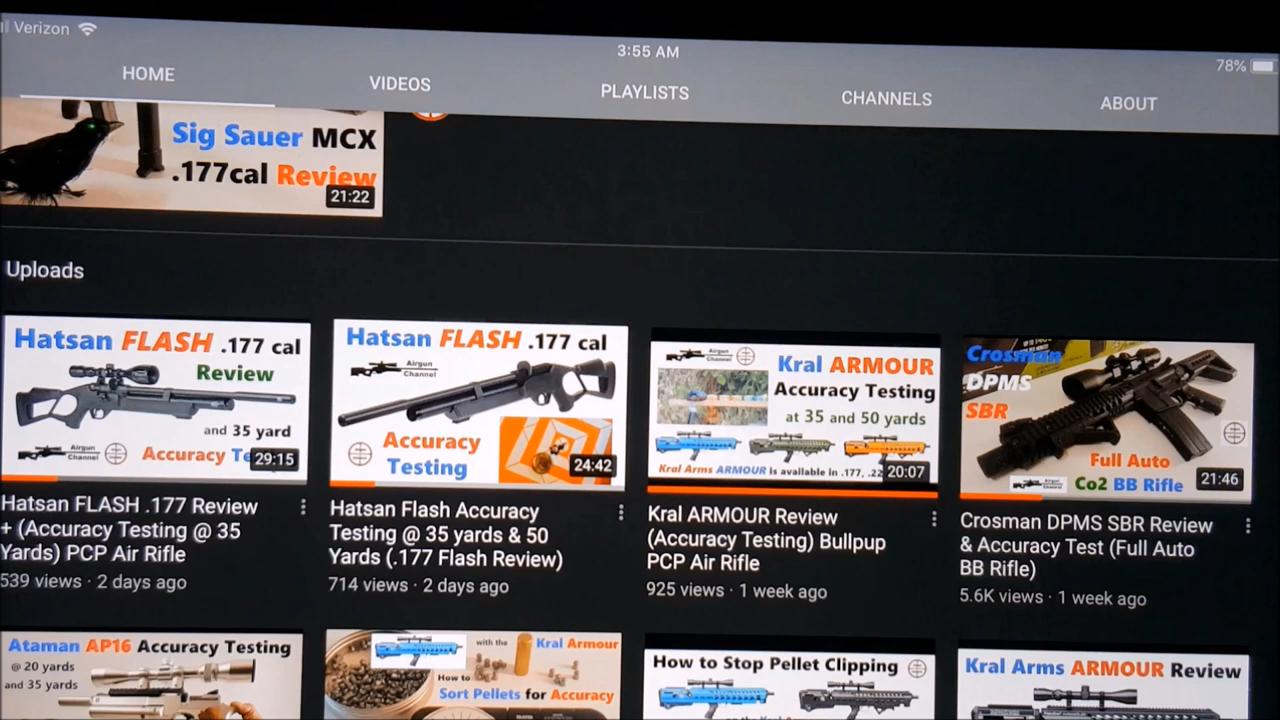 Verizon
3:55 AM
78%
HOME
VIDEOS
PLAYLISTS
CHANNELS
ABOUT
Sig Sauer MCX
.177cal Review
21:22
Uploads
Hatsan FLASH .177 cal
Review
and 35 yard
Airgun
Channel
Accuracy Te
29:15
Hatsan FLASH .177 Review
+ (Accuracy Testing @ 35
Yards) PCP Air Rifle
539 views · 2 days ago
Hatsan FLASH .177 cal
Airgun
Channel
Accuracy
Testing
24:42
Hatsan Flash Accuracy
Testing @ 35 yards & 50
Yards (.177 Flash Review)
714 views · 2 days ago
Airgun
Channel
Kral ARMOUR
Accuracy Testing
at 35 and 50 yards
Kral Arms ARMOUR is available in .177, .22
20:07
Kral ARMOUR Review
(Accuracy Testing) Bullpup
PCP Air Rifle
925 views · 1 week ago
Crosman
DPMS
SBR
Full Auto
Co2 BB Rifle
Airgun
Channel
21:46
Crosman DPMS SBR Review
& Accuracy Test (Full Auto
BB Rifle)
5.6K views · 1 week ago
Ataman AP16 Accuracy Testing
@ 20 yards
and 35 yards
with the Kral Armour
How to
Sort Pellets for Accuracy
How to Stop Pellet Clipping
Kral Arms ARMOUR Review